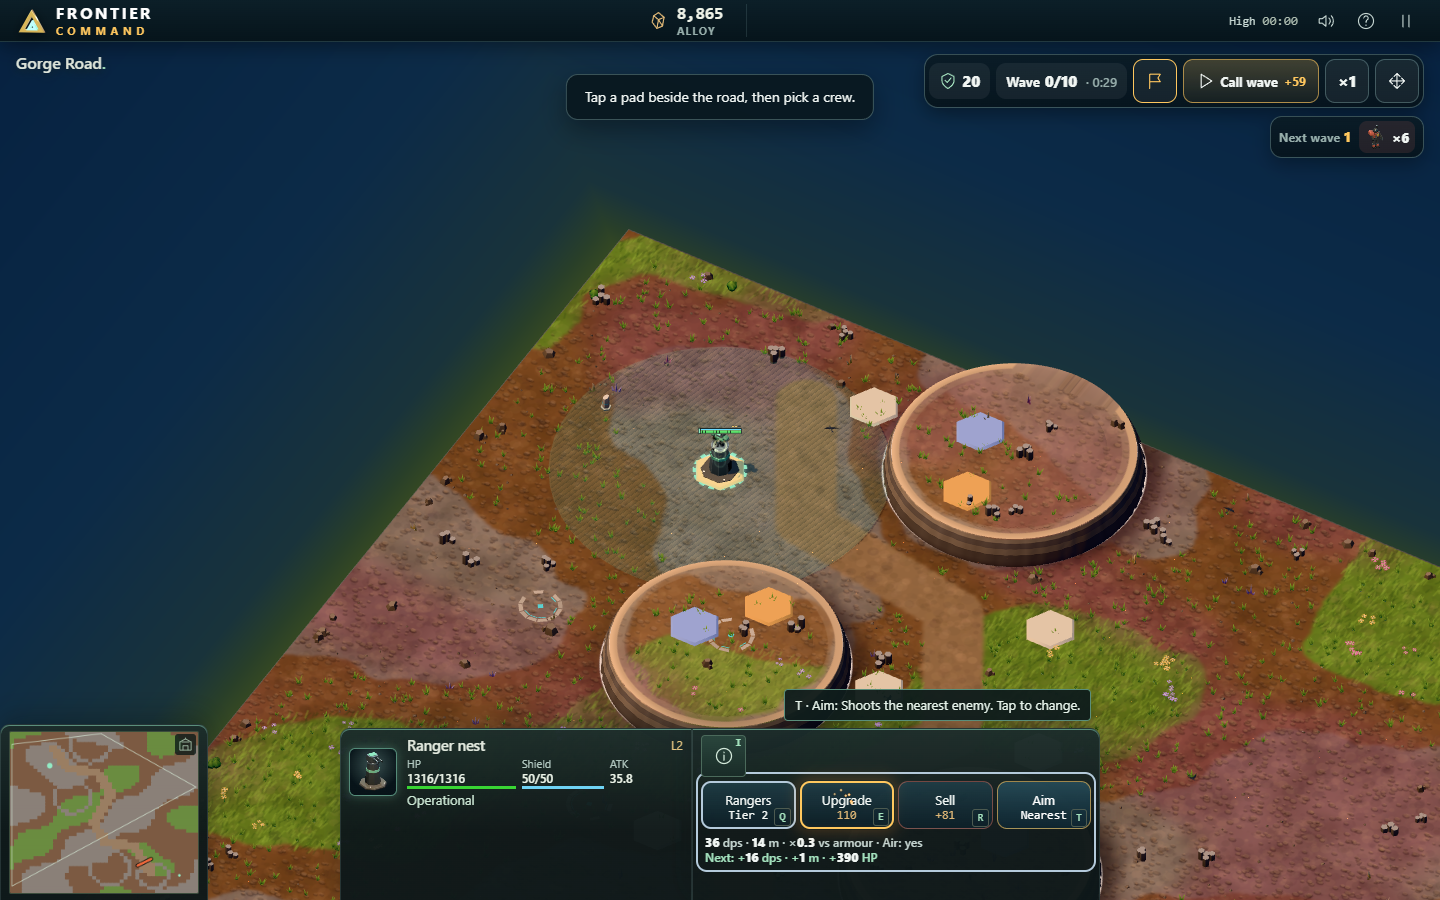 FRONTIER
COMMAND
8,865
ALLOY
High 00:00
Gorge Road.
Tap a pad beside the road, then pick a crew.
20
Wave 0/10 · 0:29
Call wave +59
×1
Next wave 1
×6
T · Aim: Shoots the nearest enemy. Tap to change.
Ranger nest
L2
HP
Shield
ATK
1316/1316
50/50
35.8
Operational
I
Rangers
Tier 2
Q
Upgrade
110
E
Sell
+81
R
Aim
Nearest
T
36 dps · 14 m · ×0.3 vs armour · Air: yes
Next: +16 dps · +1 m · +390 HP